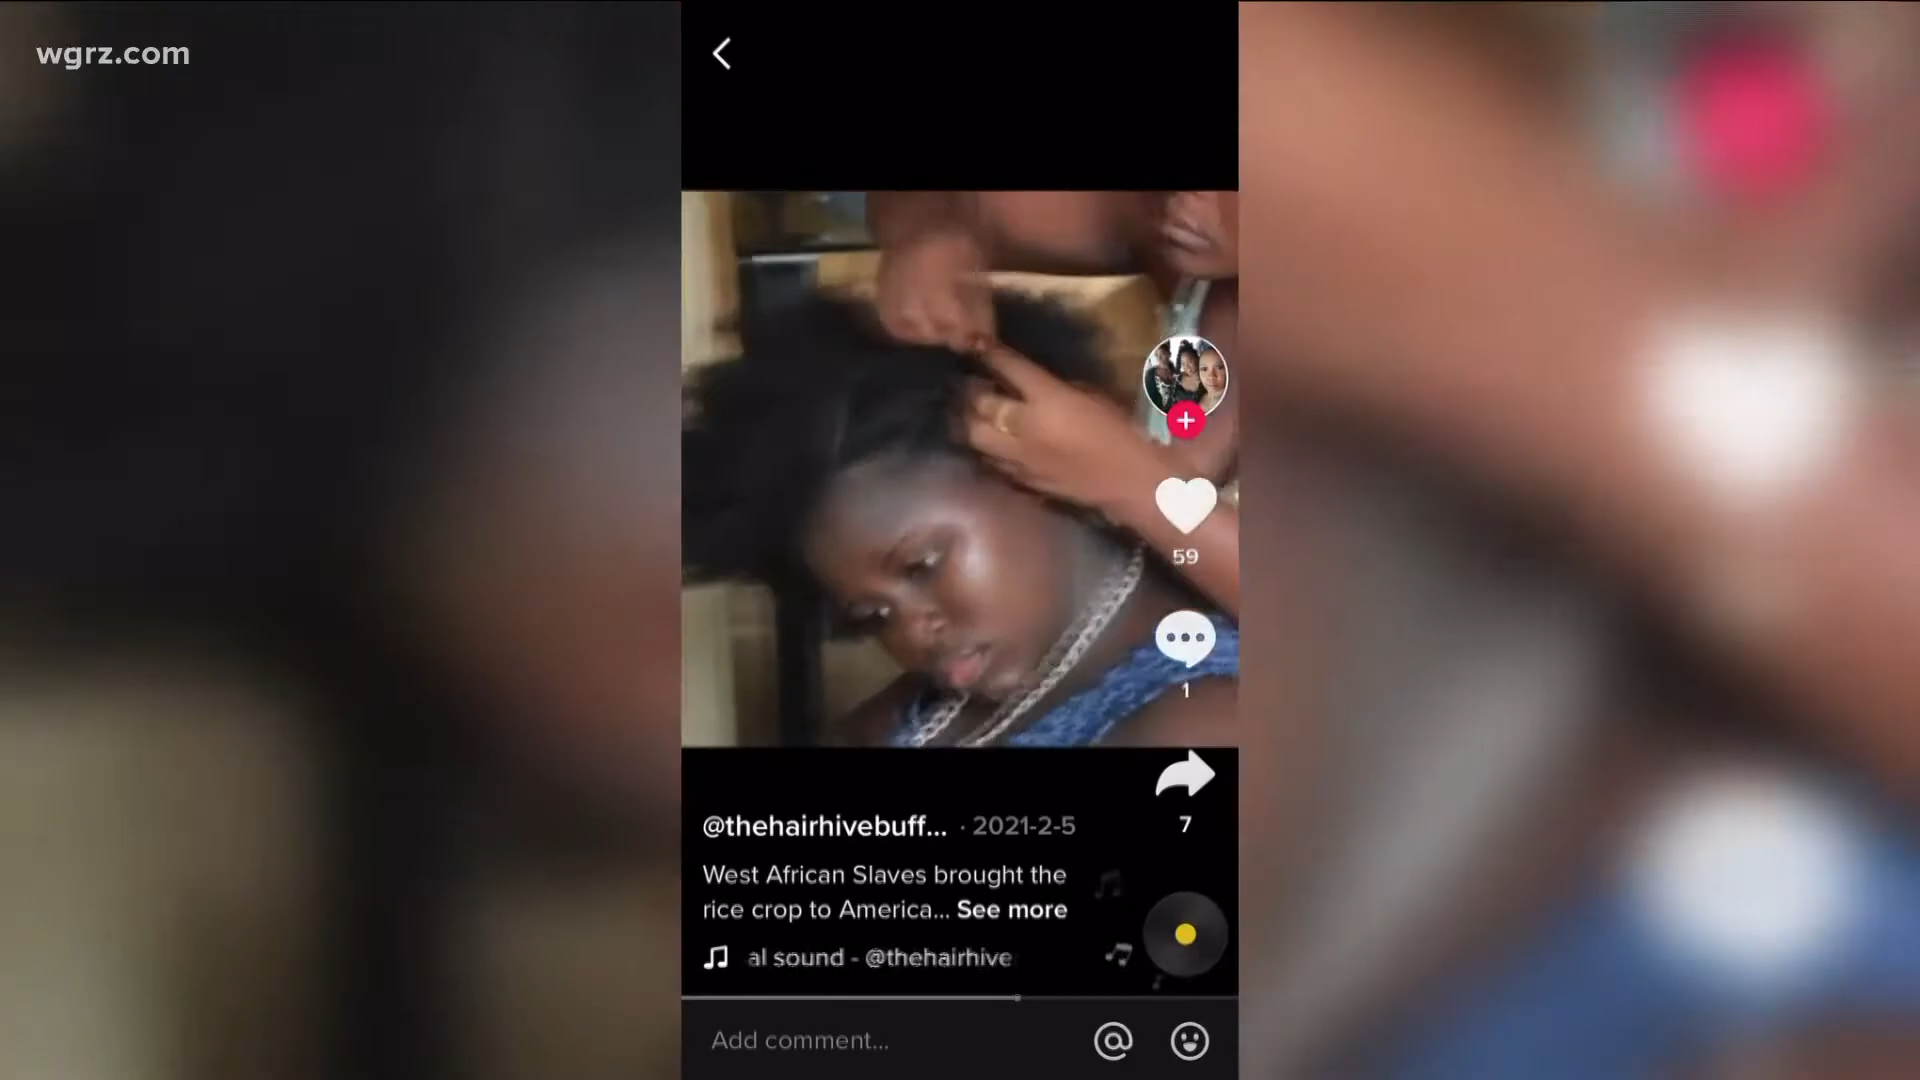 wgrz.com
59
1
7
@thehairhivebuff... · 2021-2-5
West African Slaves brought the
rice crop to America... See more
al sound - @thehairhive
Add comment...